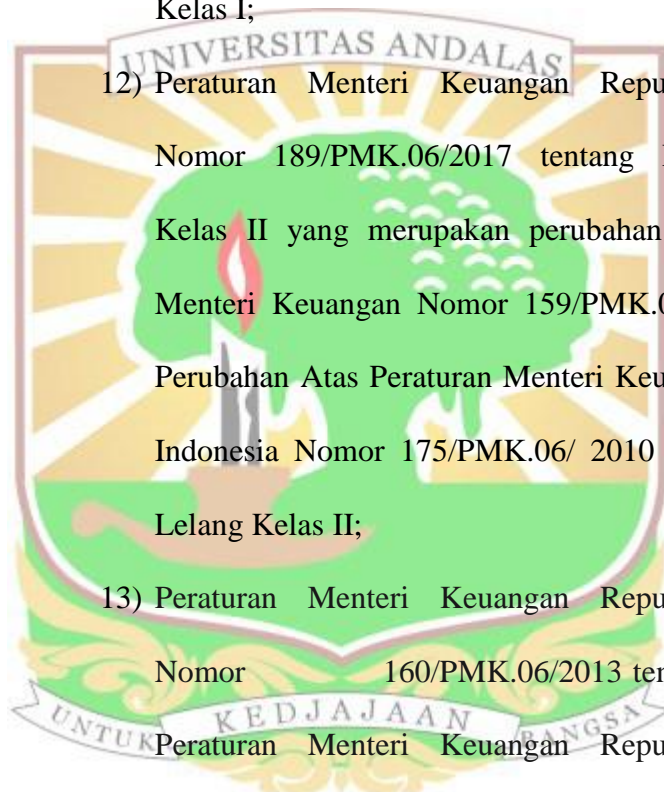 Kelas I;
UNIVERSITAS ANDALAS
12) Peraturan Menteri Keuangan Repu
Nomor 189/PMK.06/2017 tentang
Kelas II yang merupakan perubahan
Menteri Keuangan Nomor 159/PMK.0
Perubahan Atas Peraturan Menteri Keu
Indonesia Nomor 175/PMK.06/ 2010
Lelang Kelas II;
13) Peraturan Menteri Keuangan Repu
Nomor 160/PMK.06/2013 ten
UNTUK KEDJAJAAN BANGSA
Peraturan Menteri Keuangan Repu